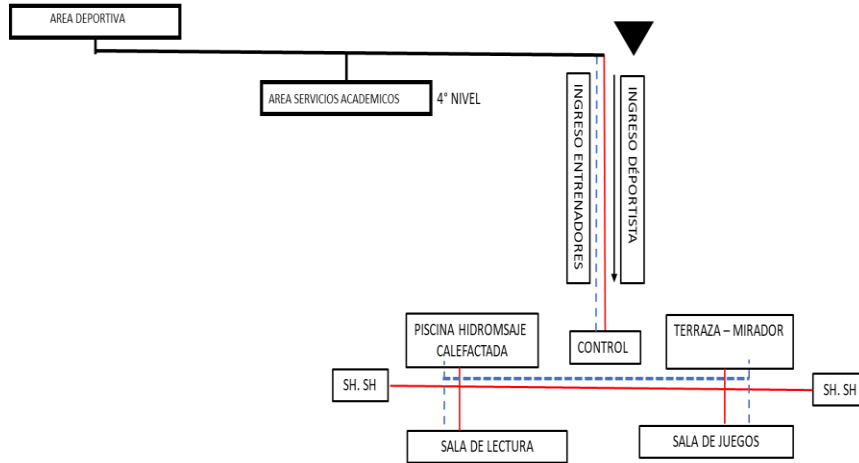 AREA DEPORTIVA
AREA SERVICIOS ACADEMICOS
4° NIVEL
INGRESO ENTRENADORES
INGRESO DÉPORTISTA
PISCINA HIDROMSAJE
CALEFACTADA
CONTROL
TERRAZA – MIRADOR
SH. SH
SH. SH
SALA DE LECTURA
SALA DE JUEGOS